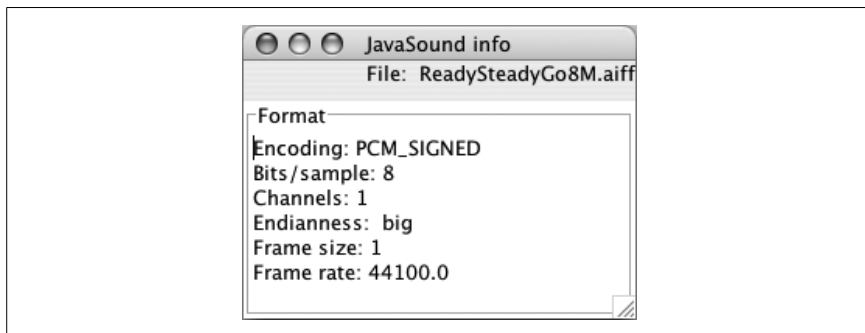 JavaSound info
File: ReadySteadyGo8M.aiff
Format
Encoding: PCM_SIGNED
Bits/sample: 8
Channels: 1
Endianness: big
Frame size: 1
Frame rate: 44100.0